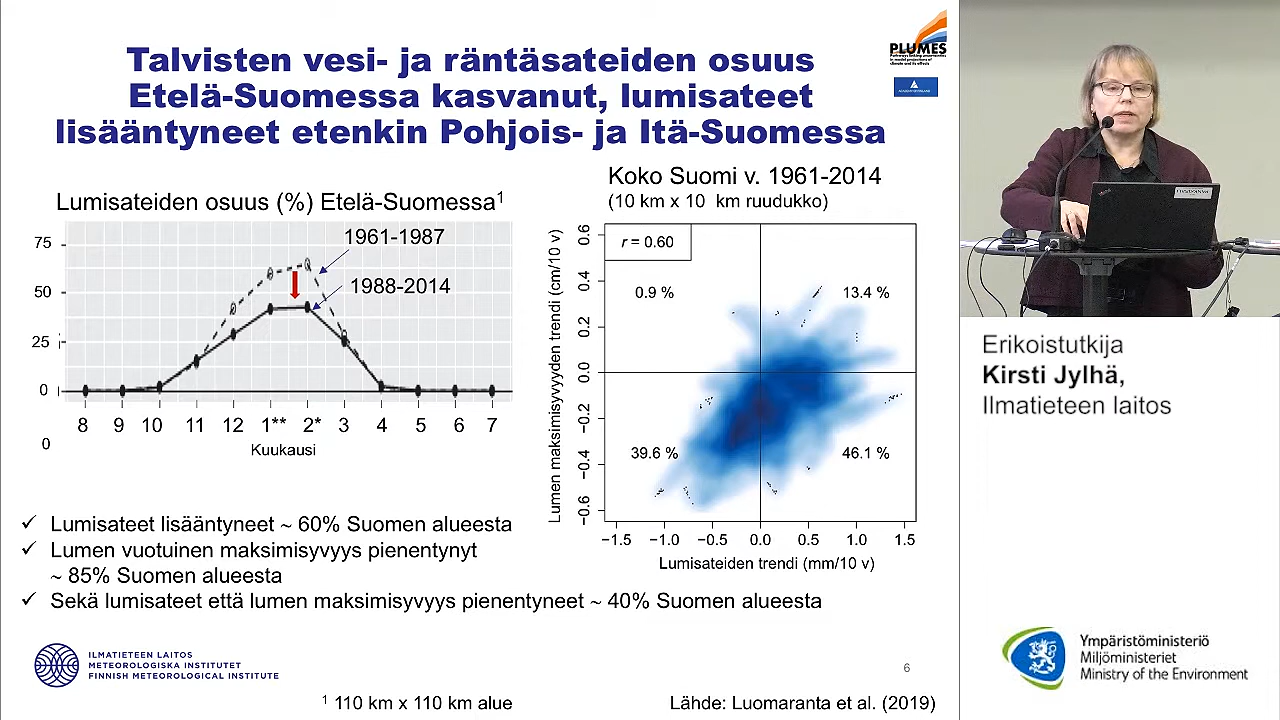 Talvisten vesi- ja räntäsateiden osuus
Etelä-Suomessa kasvanut, lumisateet
lisääntyneet etenkin Pohjois- ja Itä-Suomessa
PLUMES
Lumisateiden osuus (%) Etelä-Suomessa¹
75
50
25
0
1961-1987
1988-2014
8 9 10 11 12 1** 2* 3 4 5 6 7
0
Kuukausi
Koko Suomi v. 1961-2014
(10 km x 10 km ruudukko)
Lumen maksimisyvyyden trendi (cm/10 v)
0.6
0.4
0.2
0.0
−0.2
−0.4
−0.6
r = 0.60
0.9 %
13.4 %
39.6 %
46.1 %
−1.5 −1.0 −0.5 0.0 0.5 1.0 1.5
Lumisateiden trendi (mm/10 v)
✓ Lumisateet lisääntyneet ~ 60% Suomen alueesta
✓ Lumen vuotuinen maksimisyvyys pienentynyt
~ 85% Suomen alueesta
✓ Sekä lumisateet että lumen maksimisyvyys pienentyneet ~ 40% Suomen alueesta
ILMATIETEEN LAITOS
METEOROLOGISKA INSTITUTET
FINNISH METEOROLOGICAL INSTITUTE
6
¹ 110 km x 110 km alue
Lähde: Luomaranta et al. (2019)
Erikoistutkija
Kirsti Jylhä,
Ilmatieteen laitos
Ympäristöministeriö
Miljöministeriet
Ministry of the Environment